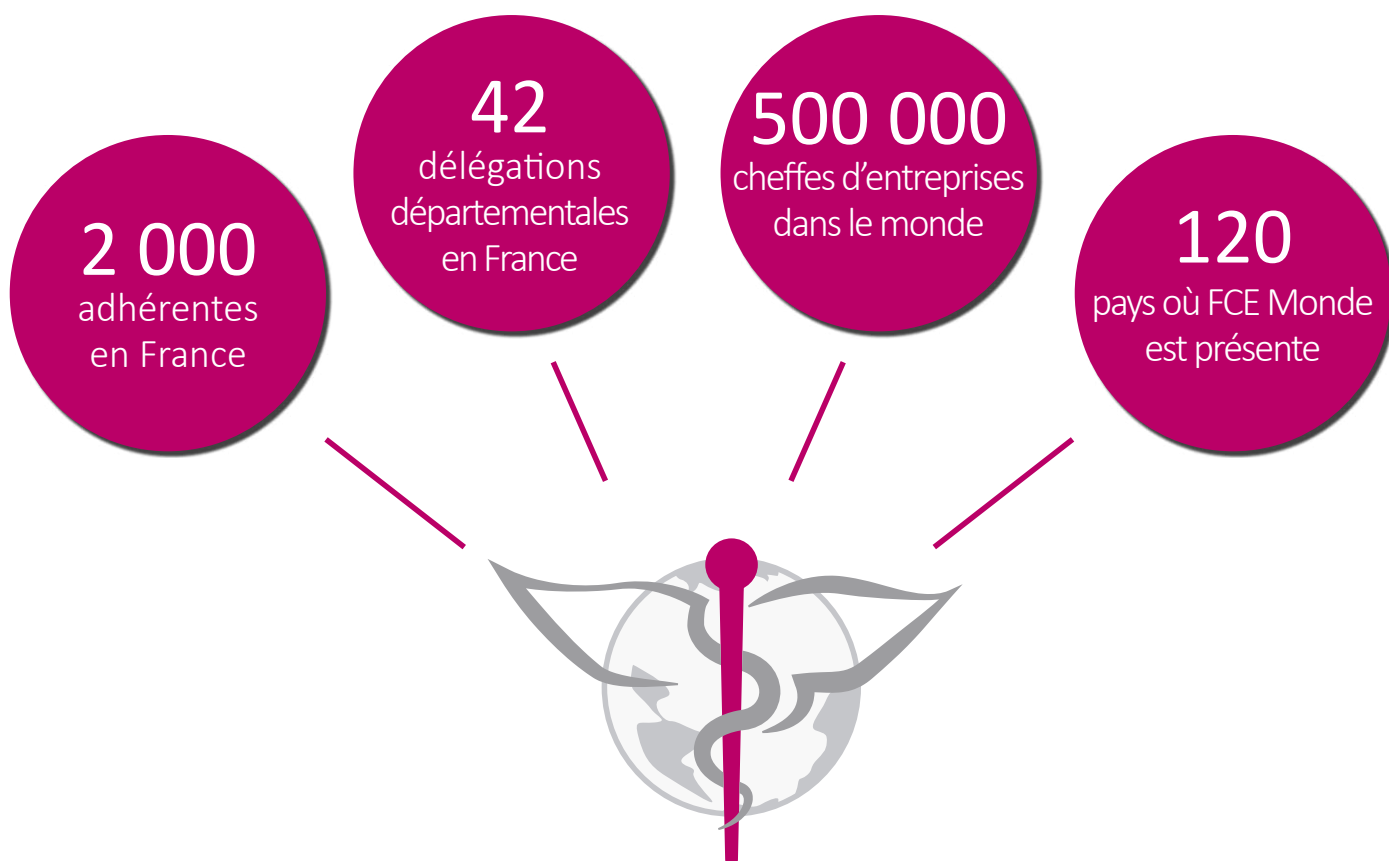 2 000
adhérentes
en France
42
délégations
départementales
en France
500 000
cheffes d’entreprises
dans le monde
120
pays où FCE Monde
est présente